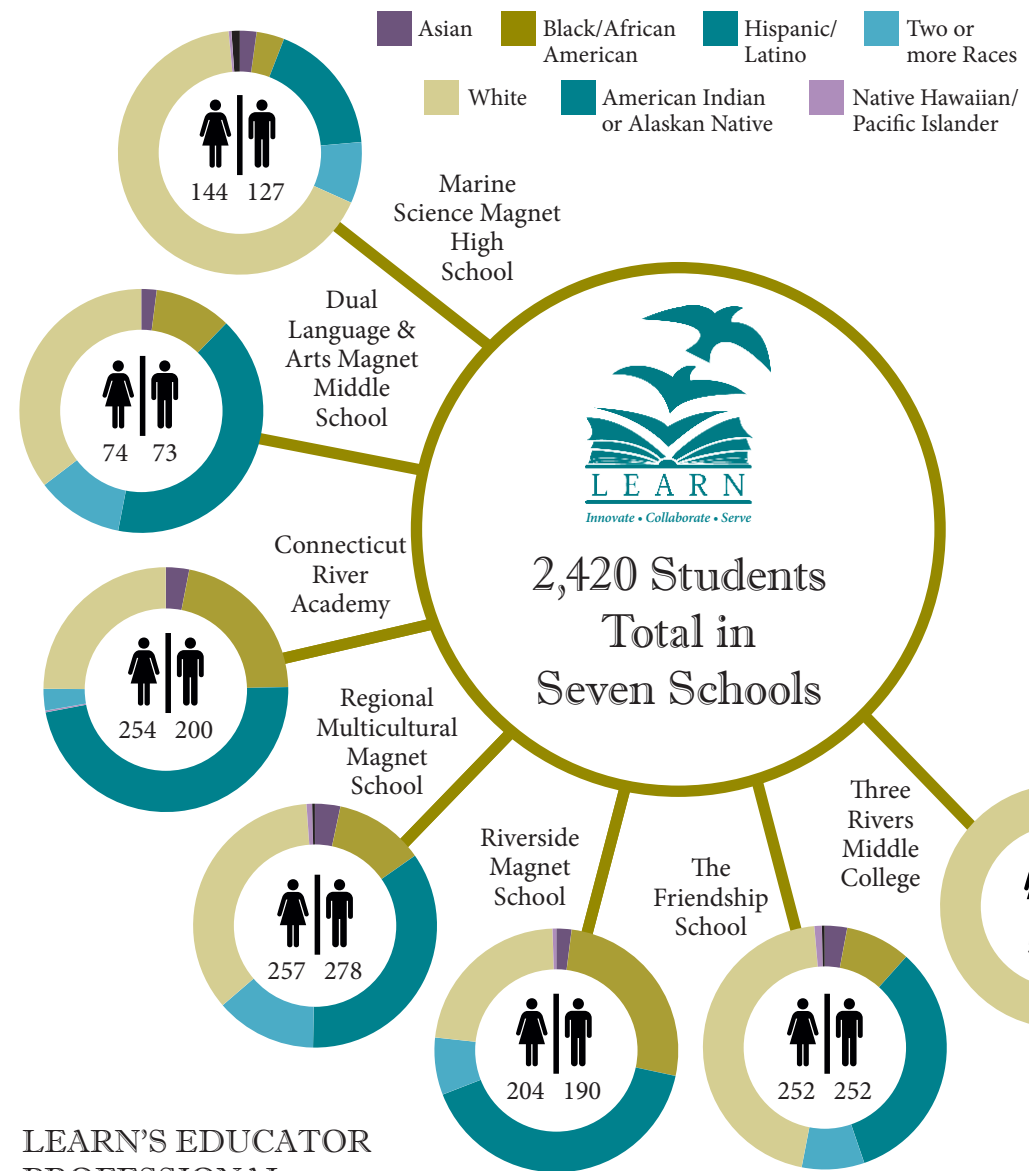 Asian
Black/African
American
Hispanic/
Latino
Two or
more Races
White
American Indian
or Alaskan Native
Native Hawaiian/
Pacific Islander
144 127
Marine
Science Magnet
High
School
Dual
Language &
Arts Magnet
Middle
School
74 73
LEARN
Innovate • Collaborate • Serve
2,420 Students
Total in
Seven Schools
Connecticut
River
Academy
254 200
Regional
Multicultural
Magnet
School
257 278
Riverside
Magnet
School
204 190
The
Friendship
School
252 252
Three
Rivers
Middle
College
LEARN'S EDUCATOR
PROFESSIONAL